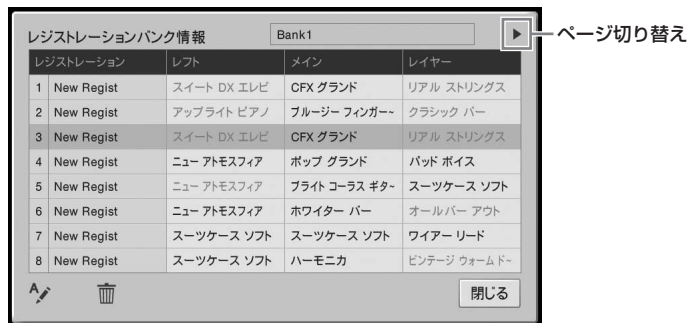 レジストレーションバンク情報 Bank1 ページ切り替え
レジストレーション レフト メイン レイヤー
1 New Regist スイート DX エレピ CFX グランド リアル ストリングス
2 New Regist アップライト ピアノ ブルージー フィンガー~ クラシック バー
3 New Regist スイート DX エレピ CFX グランド リアル ストリングス
4 New Regist ニュー アトモスフィア ポップ グランド パッド ボイス
5 New Regist ニュー アトモスフィア ブライト コーラス ギタ~ スーツケース ソフト
6 New Regist ニュー アトモスフィア ホワイター バー オールバー アウト
7 New Regist スーツケース ソフト スーツケース ソフト ワイアー リード
8 New Regist スーツケース ソフト ハーモニカ ビンテージ ウォームド~
A 閉じる